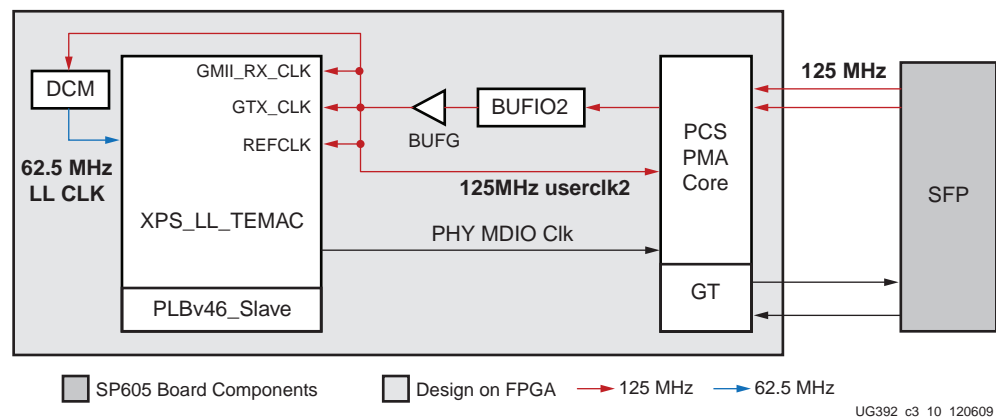 GMII_RX_CLK
125 MHz
DCM
GTX_CLK
BUFIO2
BUFG
PCS
PMA
Core
REFCLK
62.5 MHz
LL CLK
125MHz userclk2
SFP
XPS_LL_TEMAC
PHY MDIO Clk
GT
PLBv46_Slave
SP605 Board Components
Design on FPGA
125 MHz
62.5 MHz
UG392_c3_10_120609